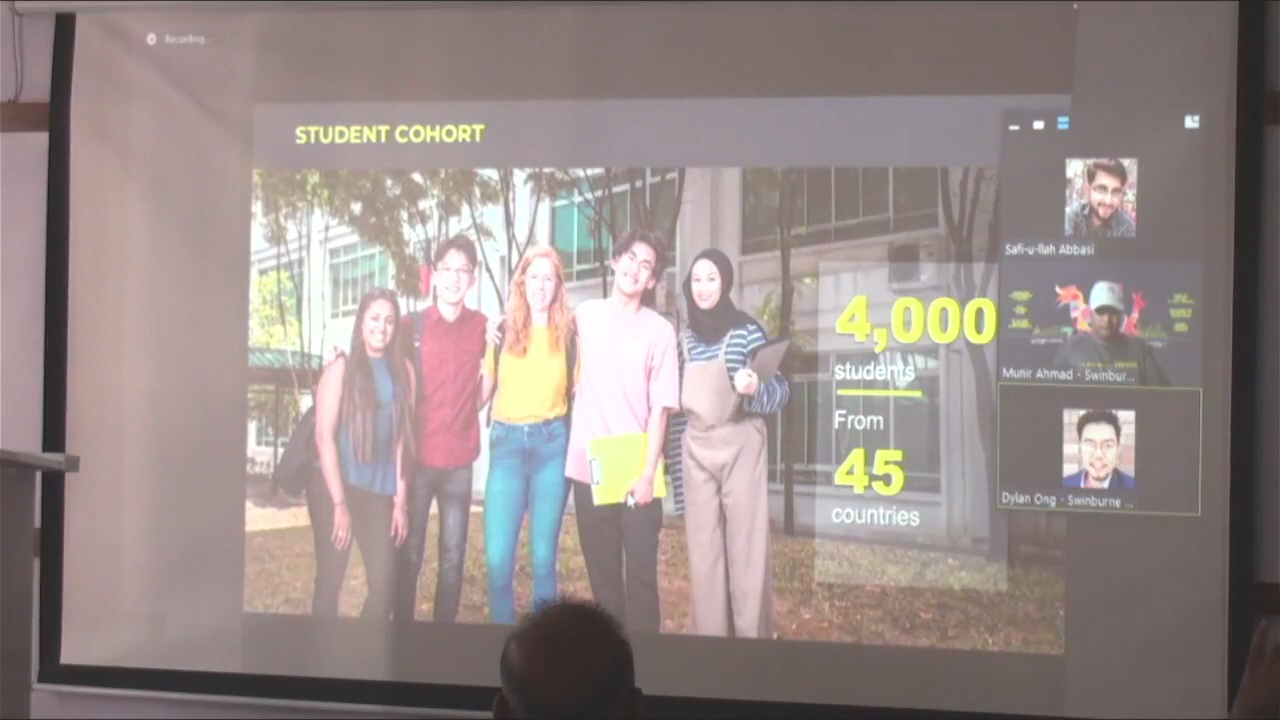 Recording...
STUDENT COHORT
4,000
students
From
45
countries
Safi-u-llah Abbasi
Munir Ahmad - Swinbur...
Dylan Ong - Swinburne ...